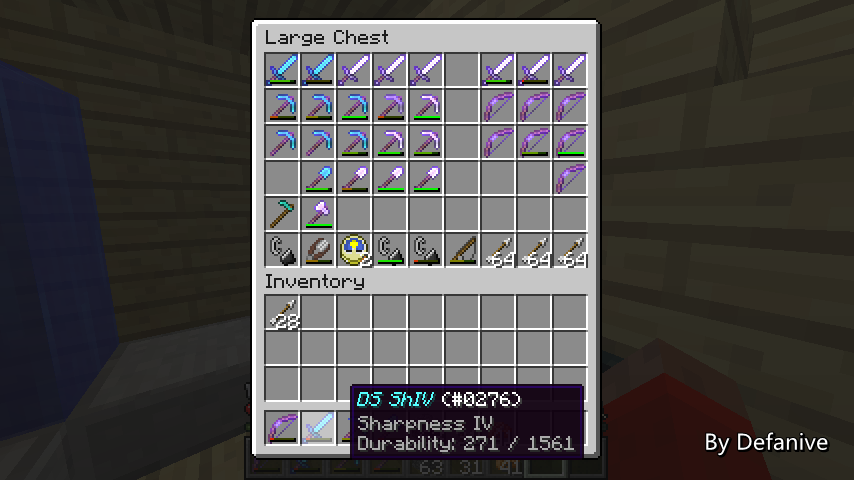 Large Chest
2
64
64
64
Inventory
28
DS ShIV (#0276)
Sharpness IV
Durability: 271 / 1561
63 31 41
By Defanive